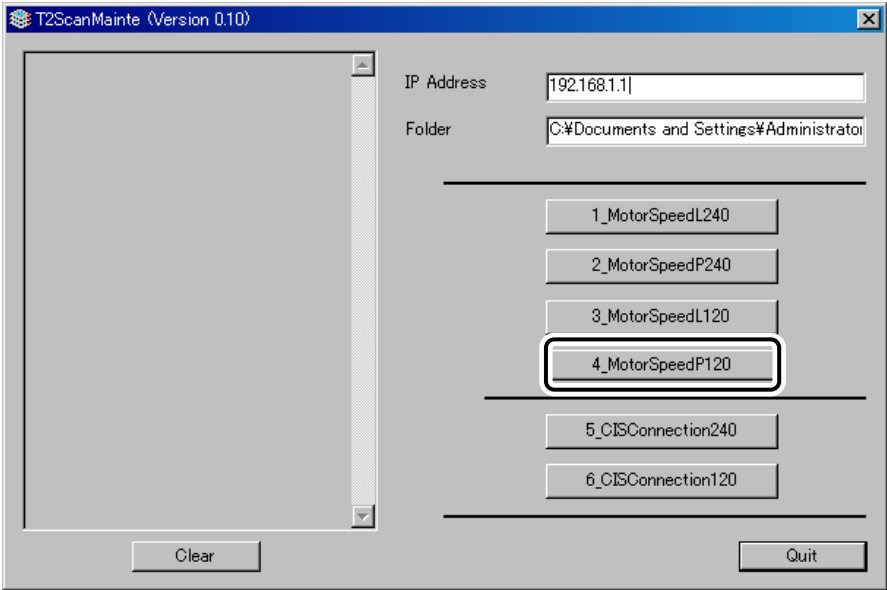 T2ScanMainte (Version 0.10)
IP Address
192.168.1.1
Folder
C:¥Documents and Settings¥Administrator
1_MotorSpeedL240
2_MotorSpeedP240
3_MotorSpeedL120
4_MotorSpeedP120
5_CISConnection240
6_CISConnection120
Clear
Quit